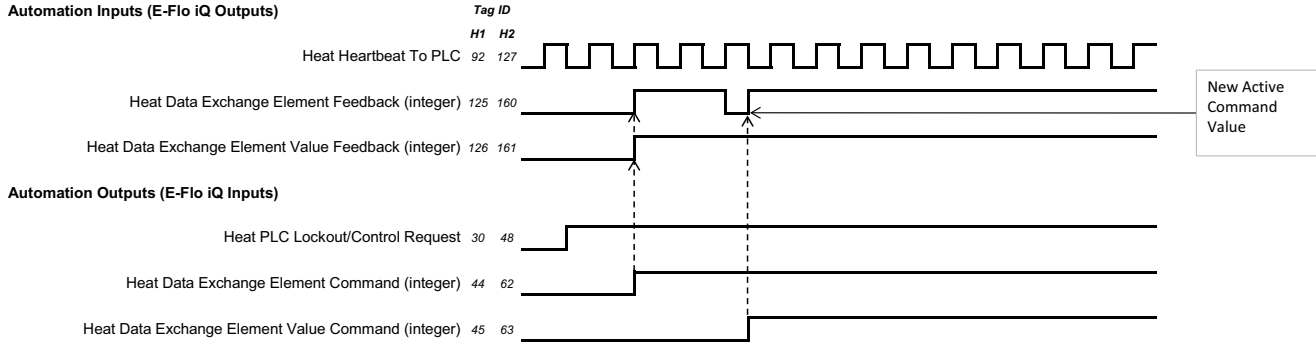 Automation Inputs (E-Flo iQ Outputs) Tag ID
H1 H2
Heat Heartbeat To PLC 92 127
Heat Data Exchange Element Feedback (integer) 125 160
Heat Data Exchange Element Value Feedback (integer) 126 161
New Active
Command
Value
Automation Outputs (E-Flo iQ Inputs)
Heat PLC Lockout/Control Request 30 48
Heat Data Exchange Element Command (integer) 44 62
Heat Data Exchange Element Value Command (integer) 45 63